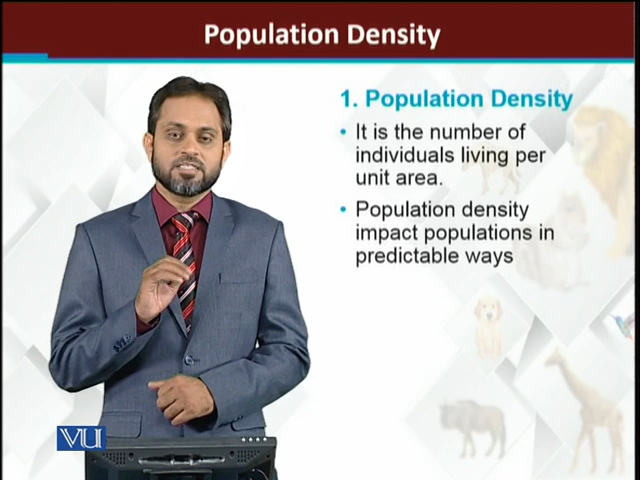 Population Density
1. Population Density
• It is the number of
individuals living per
unit area.
• Population density
impact populations in
predictable ways
VU